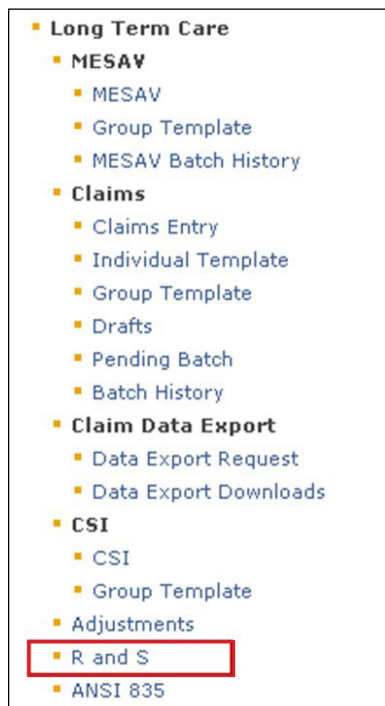 Long Term Care
MESAV
MESAV
Group Template
MESAV Batch History
Claims
Claims Entry
Individual Template
Group Template
Drafts
Pending Batch
Batch History
Claim Data Export
Data Export Request
Data Export Downloads
CSI
CSI
Group Template
Adjustments
R and S
ANSI 835